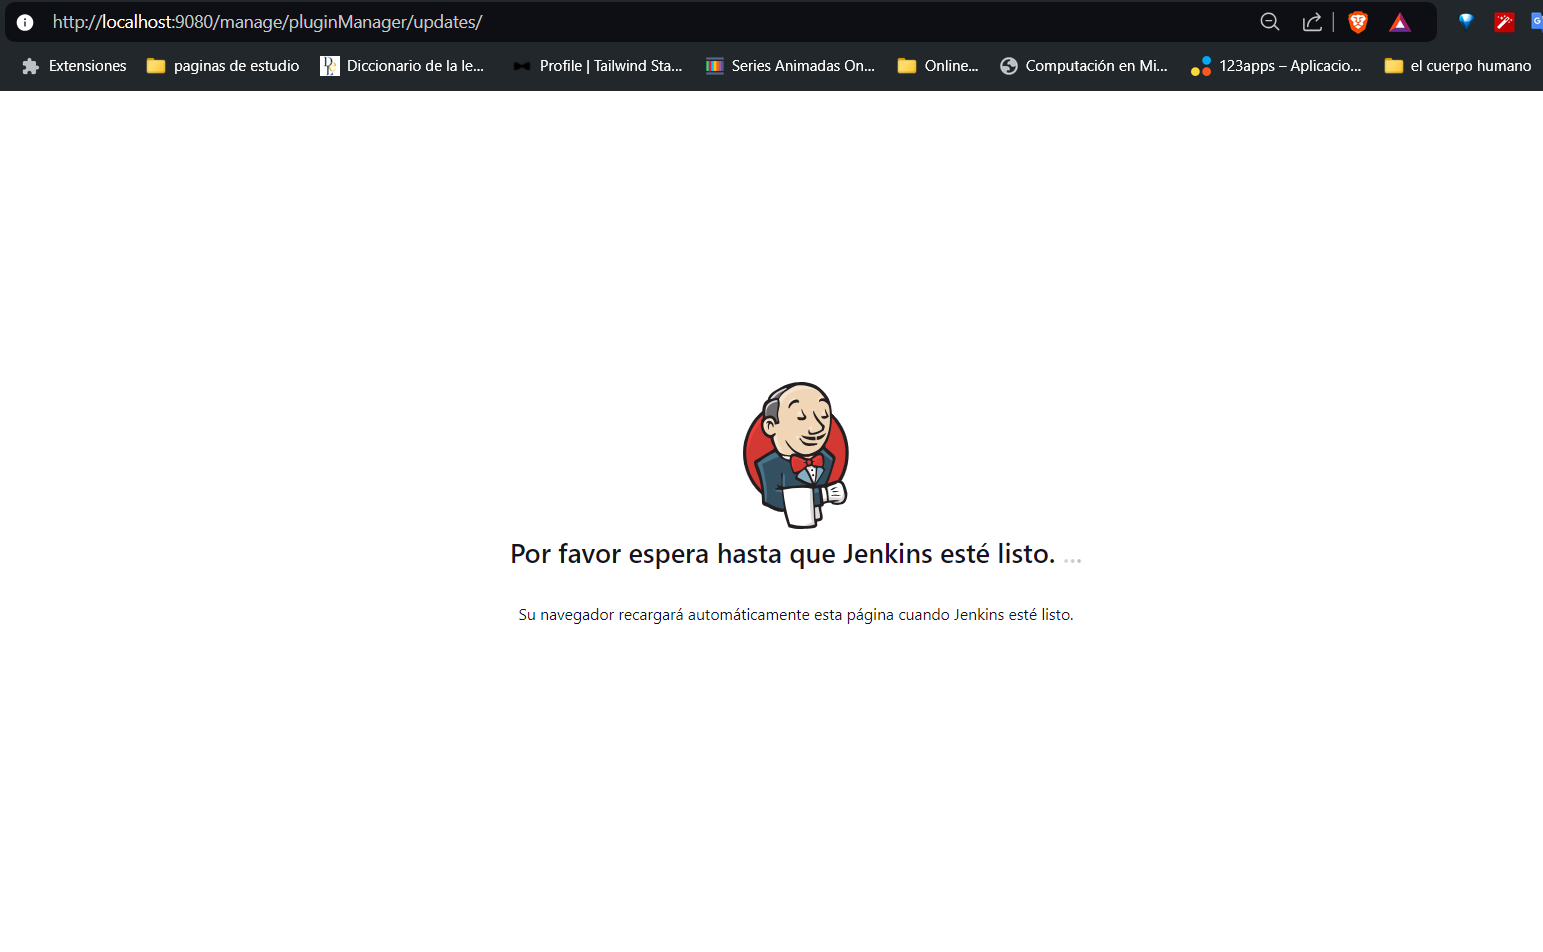 http://localhost:9080/manage/pluginManager/updates/
Extensiones paginas de estudio Diccionario de la le... Profile | Tailwind Sta... Series Animadas On... Online... Computación en Mi... 123apps – Aplicacio... el cuerpo humano
Por favor espera hasta que Jenkins esté listo. ...
Su navegador recargará automáticamente esta página cuando Jenkins esté listo.